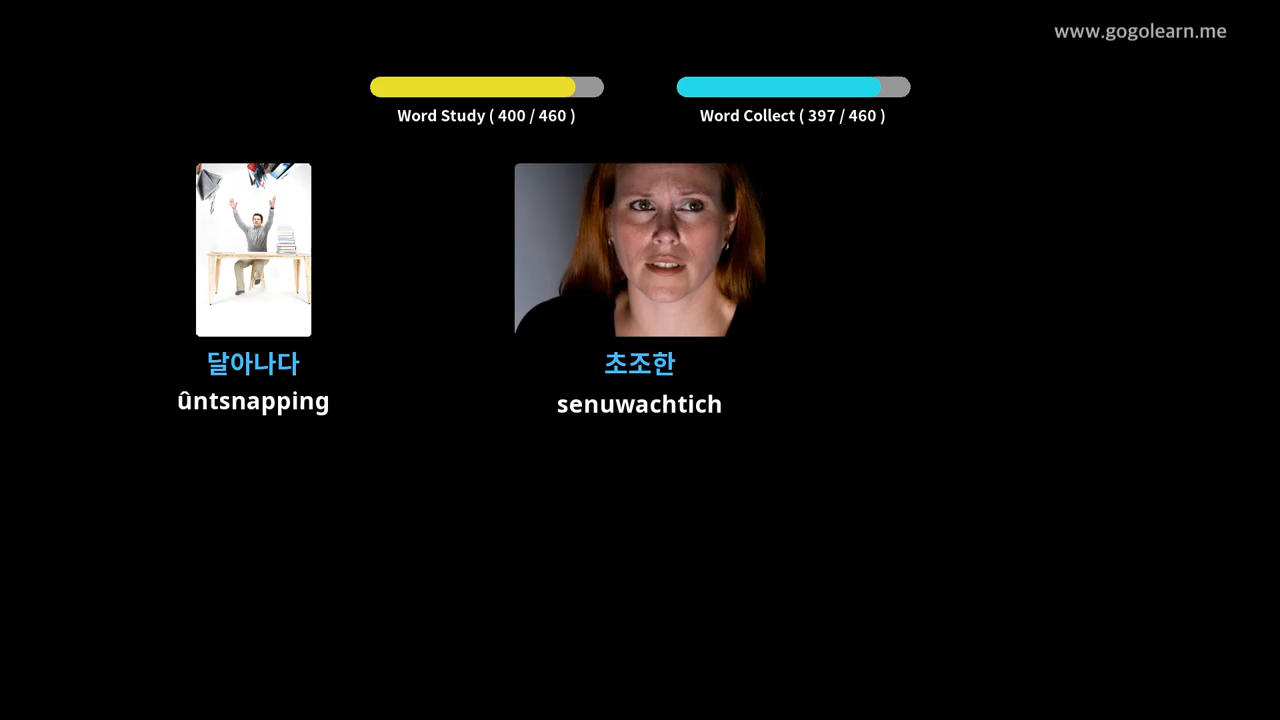 www.gogolearn.me
Word Study ( 400 / 460 )
Word Collect ( 397 / 460 )
달아나다
ûntsnapping
초조한
senuwachtich